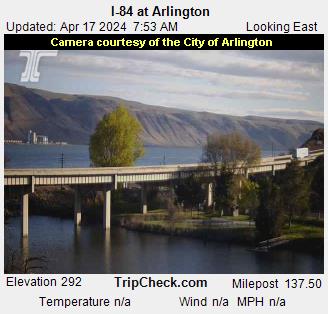 I-84 at Arlington
Updated: Apr 17 2024 7:53 AM Looking East
Camera courtesy of the City of Arlington
Elevation 292 TripCheck.com Milepost 137.50
Temperature n/a Wind n/a MPH n/a